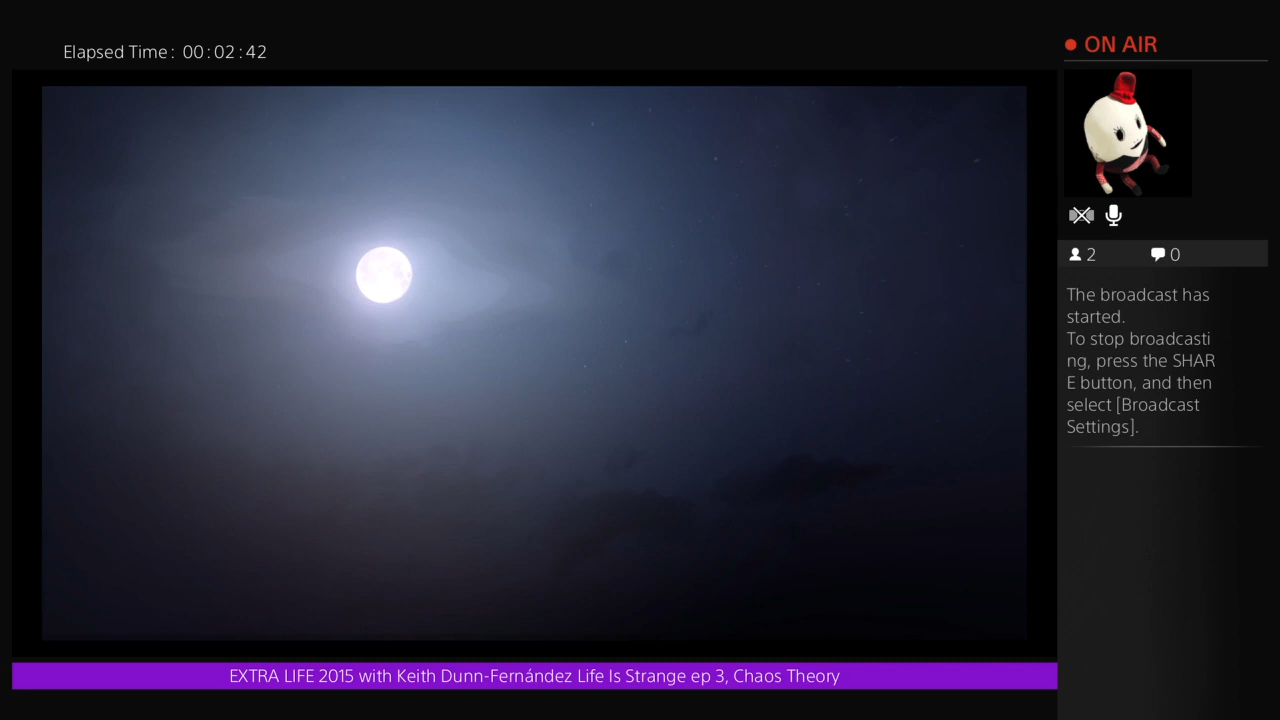 Elapsed Time: 00:02:42
ON AIR
2
0
The broadcast has
started.
To stop broadcasti
ng, press the SHAR
E button, and then
select [Broadcast
Settings].
EXTRA LIFE 2015 with Keith Dunn-Fernández Life Is Strange ep 3, Chaos Theory